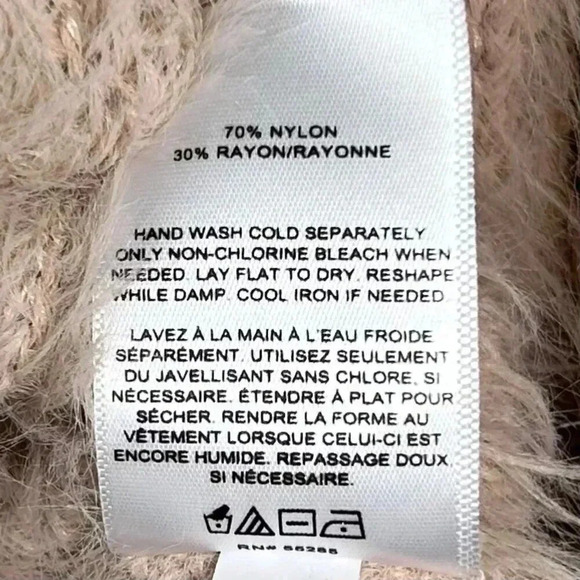 70% NYLON
30% RAYON/RAYONNE
HAND WASH COLD SEPARATELY
ONLY NON-CHLORINE BLEACH WHEN
NEEDED. LAY FLAT TO DRY. RESHAPE
WHILE DAMP. COOL IRON IF NEEDED
LAVEZ À LA MAIN À L'EAU FROIDE
SÉPARÉMENT. UTILISEZ SEULEMENT
DU JAVELLISANT SANS CHLORE, SI
NÉCESSAIRE. ÉTENDRE À PLAT POUR
SÉCHER. RENDRE LA FORME AU
VÊTEMENT LORSQUE CELUI-CI EST
ENCORE HUMIDE. REPASSAGE DOUX,
SI NÉCESSAIRE.
RN# 55285